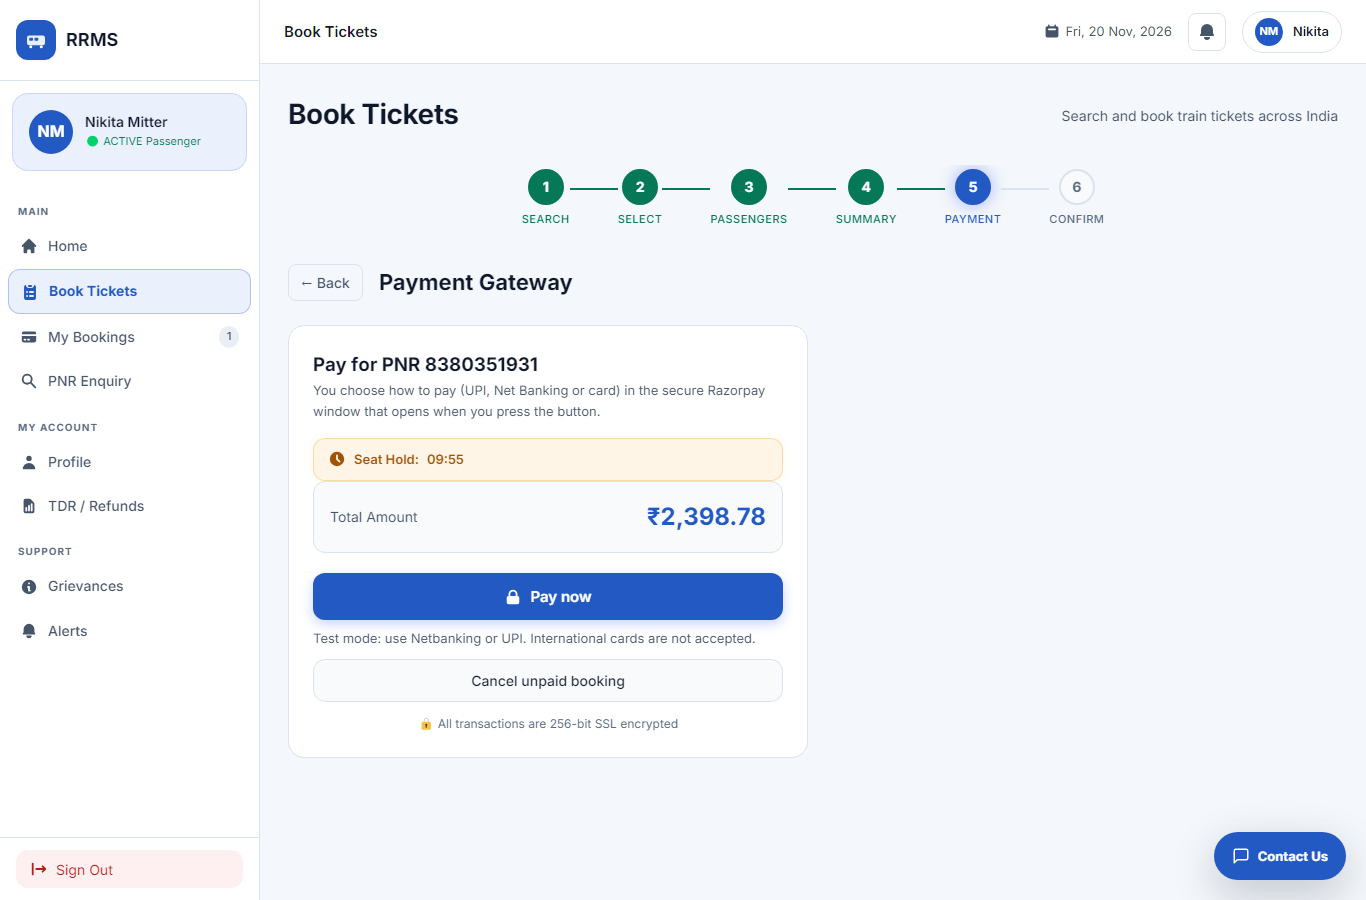 RRMS
Book Tickets
Fri, 20 Nov, 2026
NM
Nikita
NM
Nikita Mitter
ACTIVE Passenger
MAIN
Home
Book Tickets
My Bookings
1
PNR Enquiry
MY ACCOUNT
Profile
TDR / Refunds
SUPPORT
Grievances
Alerts
Sign Out
Book Tickets
Search and book train tickets across India
1
2
3
4
5
6
SEARCH
SELECT
PASSENGERS
SUMMARY
PAYMENT
CONFIRM
← Back
Payment Gateway
Pay for PNR 8380351931
You choose how to pay (UPI, Net Banking or card) in the secure Razorpay
window that opens when you press the button.
Seat Hold: 09:55
Total Amount
₹2,398.78
Pay now
Test mode: use Netbanking or UPI. International cards are not accepted.
Cancel unpaid booking
All transactions are 256-bit SSL encrypted
Contact Us